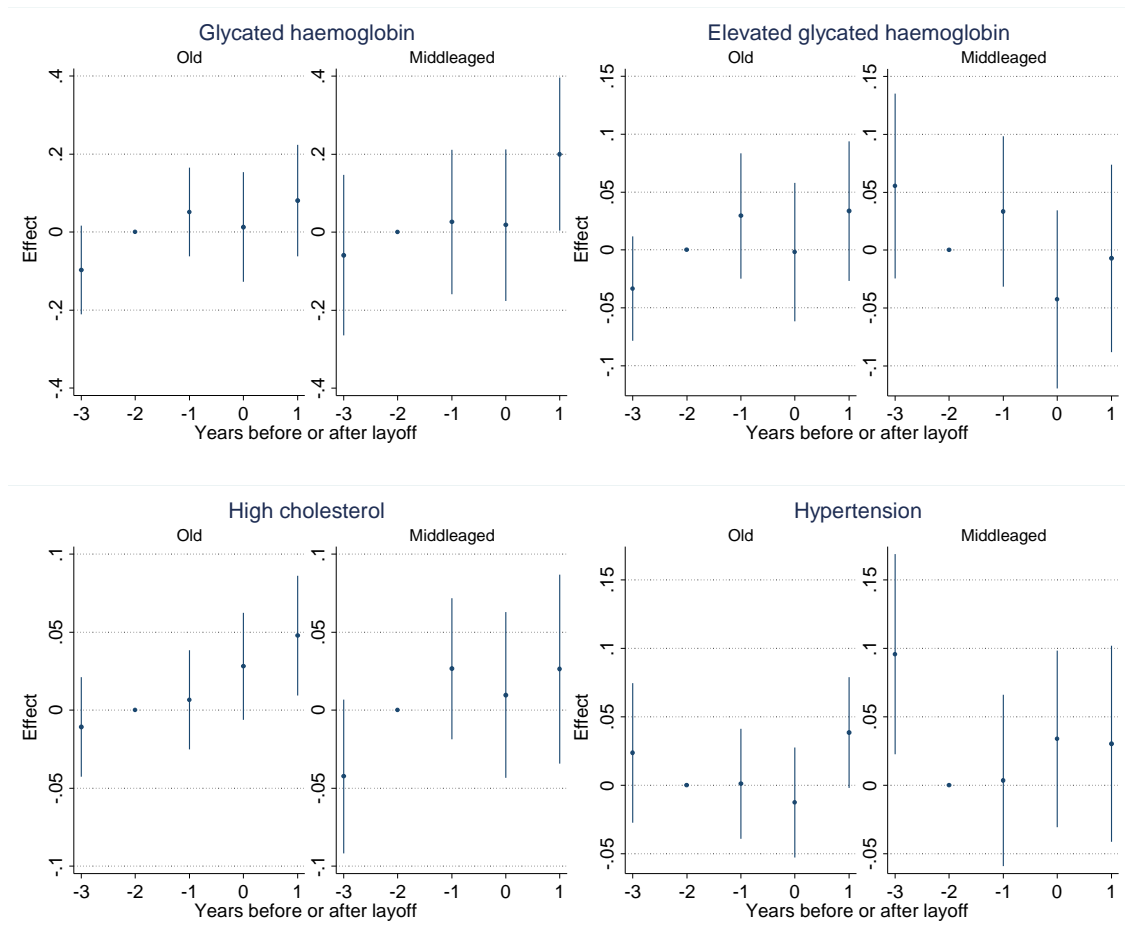 Glycated haemoglobin
Old
Middleaged
Effect
.4
.2
0
-.2
-.4
.4
.2
0
-.2
-.4
-3 -2 -1 0 1
-3 -2 -1 0 1
Years before or after layoff
Elevated glycated haemoglobin
Old
Middleaged
Effect
.15
.1
.05
0
-.05
-.1
.15
.1
.05
0
-.05
-.1
-3 -2 -1 0 1
-3 -2 -1 0 1
Years before or after layoff
High cholesterol
Old
Middleaged
Effect
.1
.05
0
-.05
-.1
.1
.05
0
-.05
-.1
-3 -2 -1 0 1
-3 -2 -1 0 1
Years before or after layoff
Hypertension
Old
Middleaged
Effect
.15
.1
.05
0
-.05
.15
.1
.05
0
-.05
-3 -2 -1 0 1
-3 -2 -1 0 1
Years before or after layoff